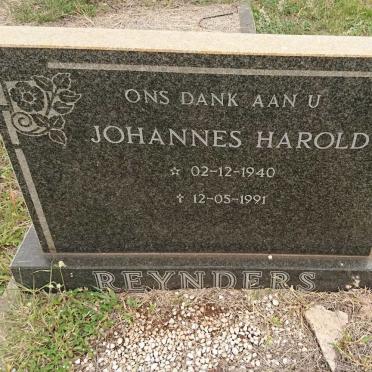 ONS DANK AAN U
JOHANNES HAROLD
☆ 02-12-1940
✝ 12-05-1991
REYNDERS